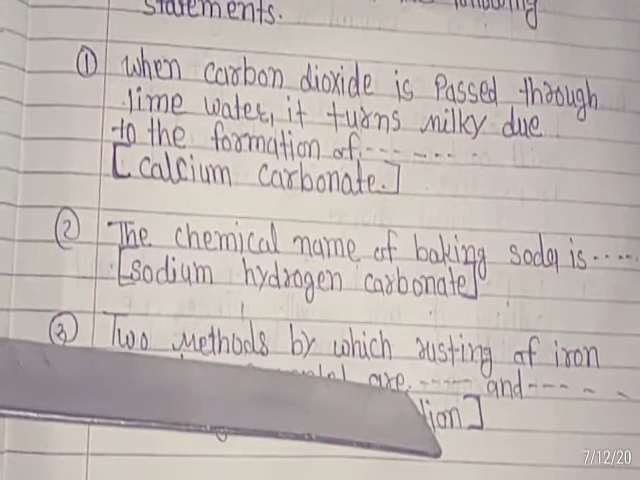 statements.
following
① When carbon dioxide is Passed through
lime water, it turns milky due
to the formation of -------
[calcium carbonate.]
② The chemical name of baking soda is .....
[sodium hydrogen carbonate]
③ Two methods by which rusting of iron
are ----- and -----
]
7/12/20